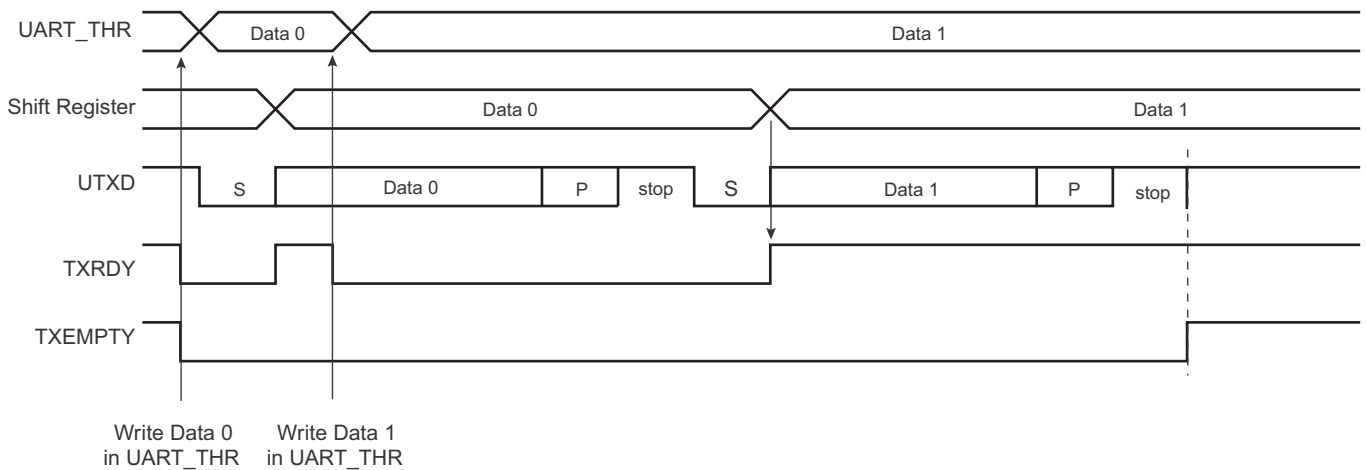 UART_THR
Data 0
Data 1
Shift Register
Data 0
Data 1
UTXD
S
Data 0
P
stop
S
Data 1
P
stop
TXRDY
TXEMPTY
Write Data 0
in UART_THR
Write Data 1
in UART_THR